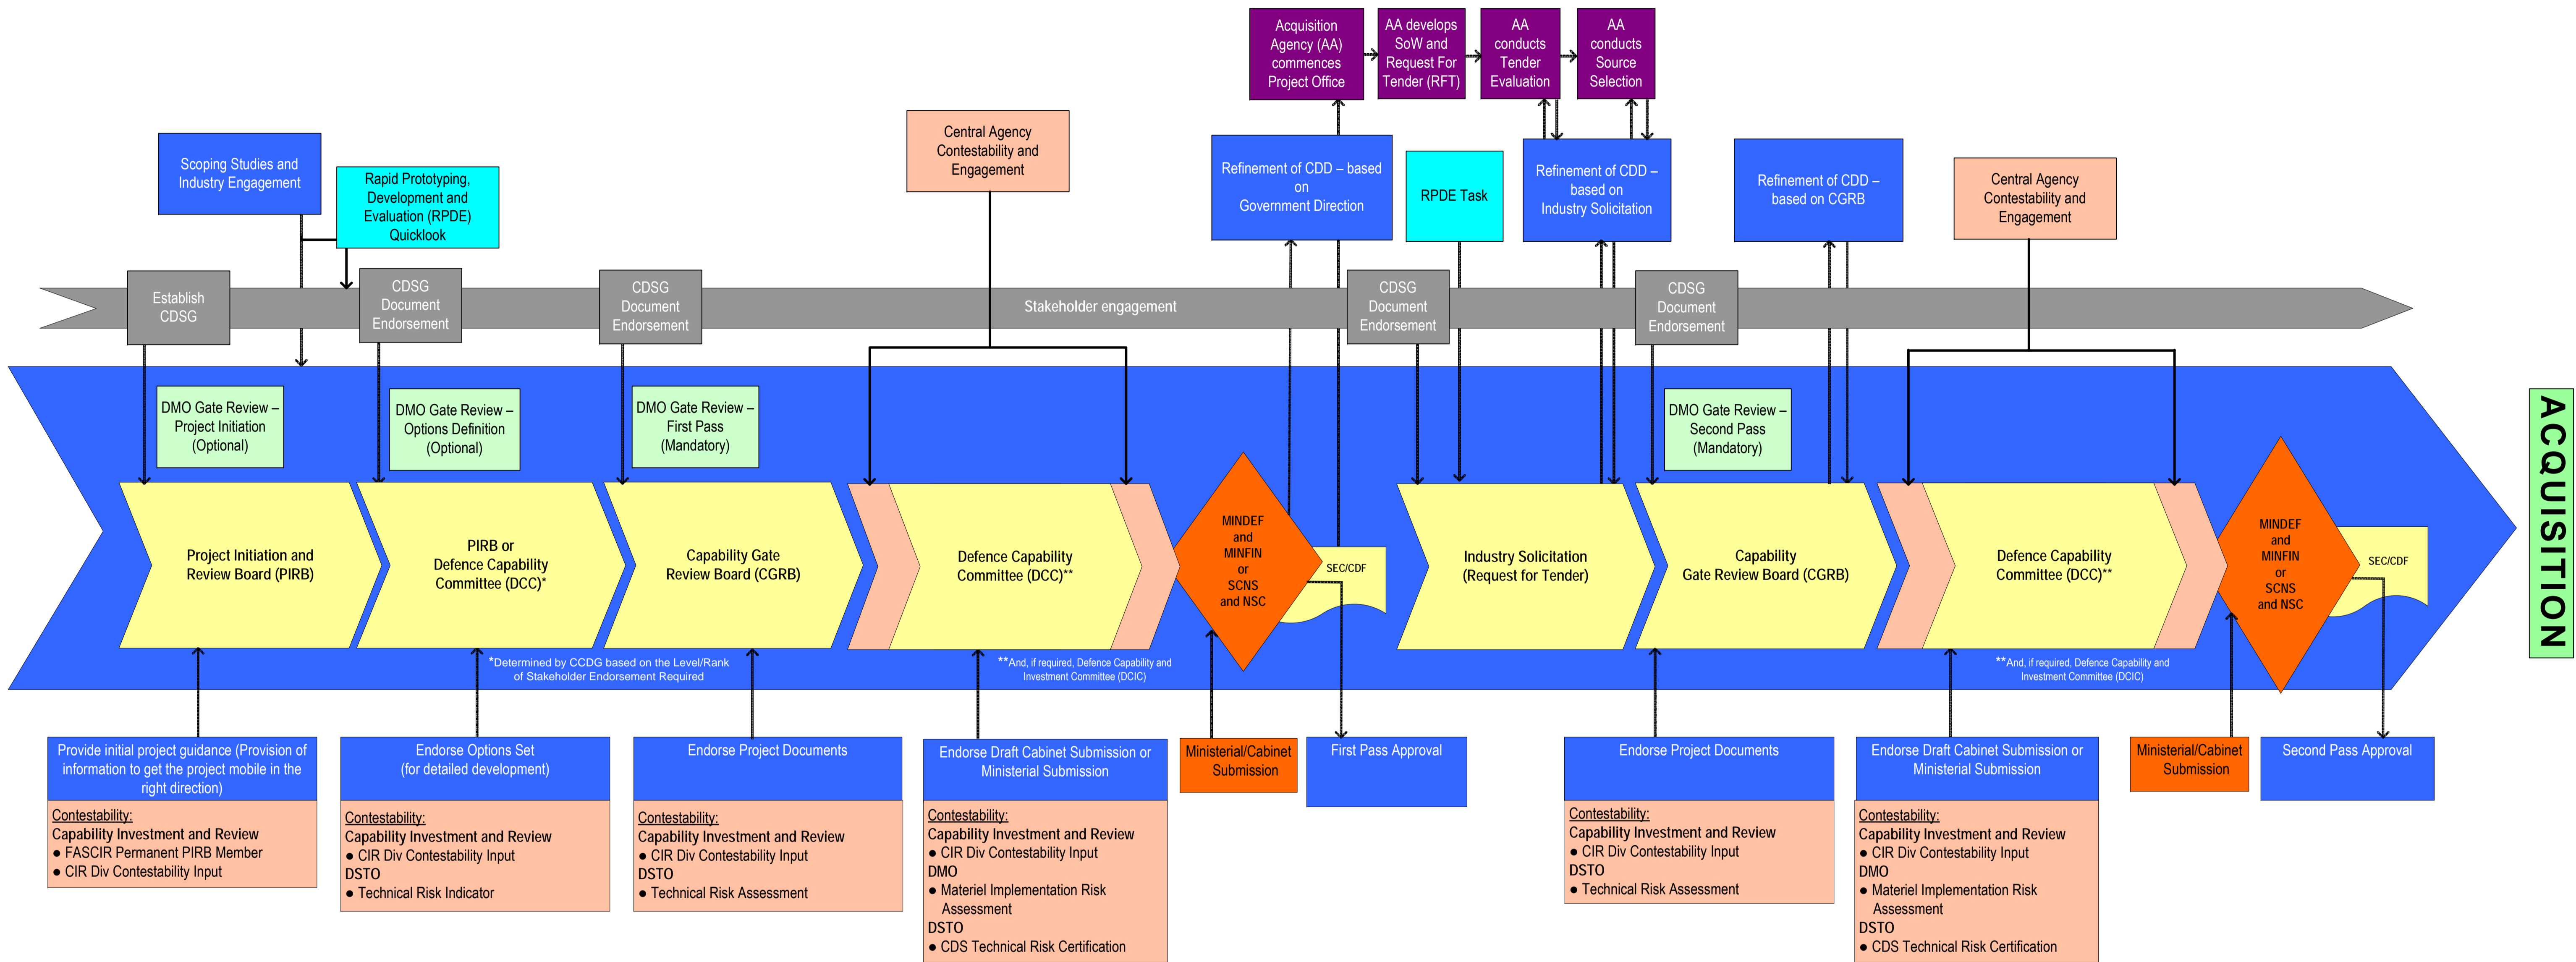 Acquisition
Agency (AA)
commences
Project Office
AA develops
SoW and
Request For
Tender (RFT)
AA
conducts
Tender
Evaluation
AA
conducts
Source
Selection
Scoping Studies and
Industry Engagement
Rapid Prototyping,
Development and
Evaluation (RPDE)
Quicklook
Central Agency
Contestability and
Engagement
Refinement of CDD – based
on
Government Direction
RPDE Task
Refinement of CDD –
based on
Industry Solicitation
Refinement of CDD –
based on CGRB
Central Agency
Contestability and
Engagement
Establish
CDSG
CDSG
Document
Endorsement
CDSG
Document
Endorsement
Stakeholder engagement
CDSG
Document
Endorsement
CDSG
Document
Endorsement
DMO Gate Review –
Project Initiation
(Optional)
DMO Gate Review –
Options Definition
(Optional)
DMO Gate Review –
First Pass
(Mandatory)
DMO Gate Review –
Second Pass
(Mandatory)
Project Initiation and
Review Board (PIRB)
PIRB or
Defence Capability
Committee (DCC)*
Capability Gate
Review Board (CGRB)
Defence Capability
Committee (DCC)**
MINDEF
and
MINFIN
or
SCNS
and NSC
SEC/CDF
Industry Solicitation
(Request for Tender)
Capability
Gate Review Board (CGRB)
Defence Capability
Committee (DCC)**
MINDEF
and
MINFIN
or
SCNS
and NSC
SEC/CDF
ACQUISITION
*Determined by CCDG based on the Level/Rank
of Stakeholder Endorsement Required
**And, if required, Defence Capability and
Investment Committee (DCIC)
**And, if required, Defence Capability and
Investment Committee (DCIC)
Provide initial project guidance (Provision of
information to get the project mobile in the
right direction)
Contestability:
Capability Investment and Review
● FASCIR Permanent PIRB Member
● CIR Div Contestability Input
Endorse Options Set
(for detailed development)
Contestability:
Capability Investment and Review
● CIR Div Contestability Input
DSTO
● Technical Risk Indicator
Endorse Project Documents
Contestability:
Capability Investment and Review
● CIR Div Contestability Input
DSTO
● Technical Risk Assessment
Endorse Draft Cabinet Submission or
Ministerial Submission
Contestability:
Capability Investment and Review
● CIR Div Contestability Input
DMO
● Materiel Implementation Risk
Assessment
DSTO
● CDS Technical Risk Certification
Ministerial/Cabinet
Submission
First Pass Approval
Endorse Project Documents
Contestability:
Capability Investment and Review
● CIR Div Contestability Input
DSTO
● Technical Risk Assessment
Endorse Draft Cabinet Submission or
Ministerial Submission
Contestability:
Capability Investment and Review
● CIR Div Contestability Input
DMO
● Materiel Implementation Risk
Assessment
DSTO
● CDS Technical Risk Certification
Ministerial/Cabinet
Submission
Second Pass Approval